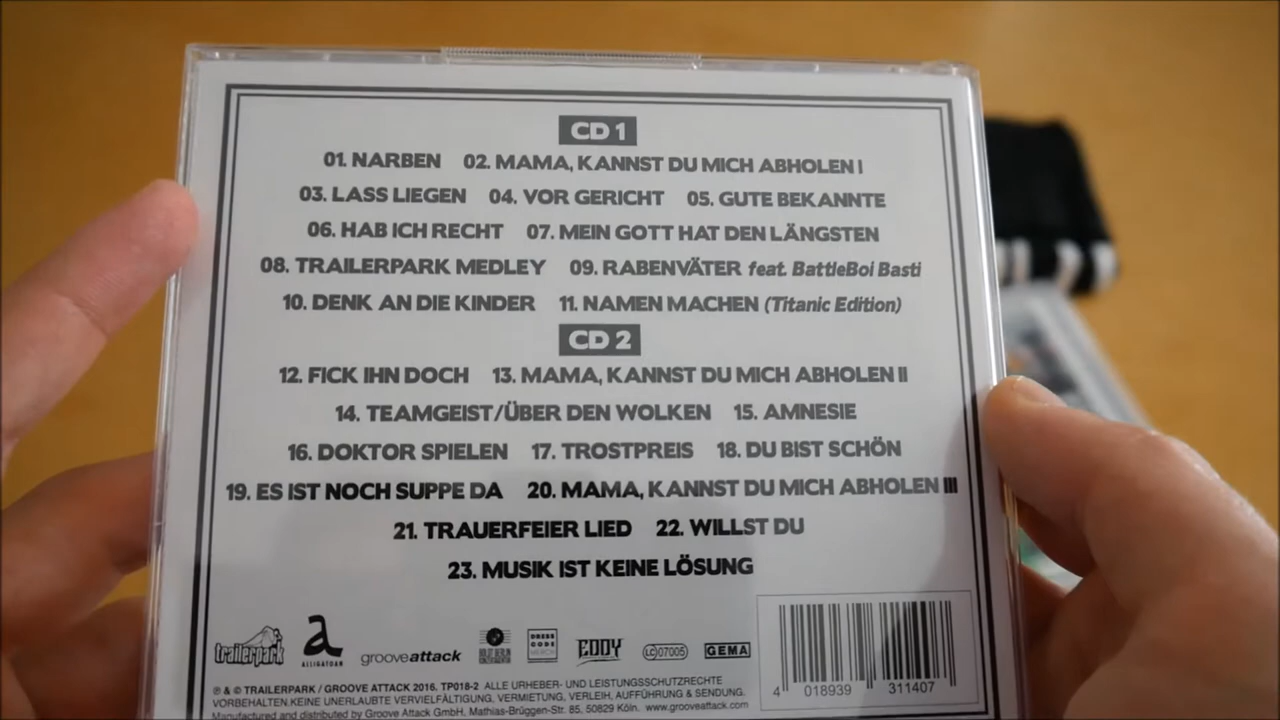 CD 1
01. NARBEN 02. MAMA, KANNST DU MICH ABHOLEN I
03. LASS LIEGEN 04. VOR GERICHT 05. GUTE BEKANNTE
06. HAB ICH RECHT 07. MEIN GOTT HAT DEN LÄNGSTEN
08. TRAILERPARK MEDLEY 09. RABENVÄTER feat. BattleBoi Basti
10. DENK AN DIE KINDER 11. NAMEN MACHEN (Titanic Edition)
CD 2
12. FICK IHN DOCH 13. MAMA, KANNST DU MICH ABHOLEN II
14. TEAMGEIST/ÜBER DEN WOLKEN 15. AMNESIE
16. DOKTOR SPIELEN 17. TROSTPREIS 18. DU BIST SCHÖN
19. ES IST NOCH SUPPE DA 20. MAMA, KANNST DU MICH ABHOLEN III
21. TRAUERFEIER LIED 22. WILLST DU
23. MUSIK IST KEINE LÖSUNG
trailerpark a ALLIGATOAH grooveattack DRESS CODE MERCH EDDY LC 07005 GEMA
4 018939 311407
℗ & © TRAILERPARK / GROOVE ATTACK 2016. TP018-2 ALLE URHEBER- UND LEISTUNGSSCHUTZRECHTE
VORBEHALTEN. KEINE UNERLAUBTE VERVIELFÄLTIGUNG, VERMIETUNG, VERLEIH, AUFFÜHRUNG & SENDUNG.
Manufactured and distributed by Groove Attack GmbH, Mathias-Brüggen-Str. 85, 50829 Köln. www.grooveattack.com